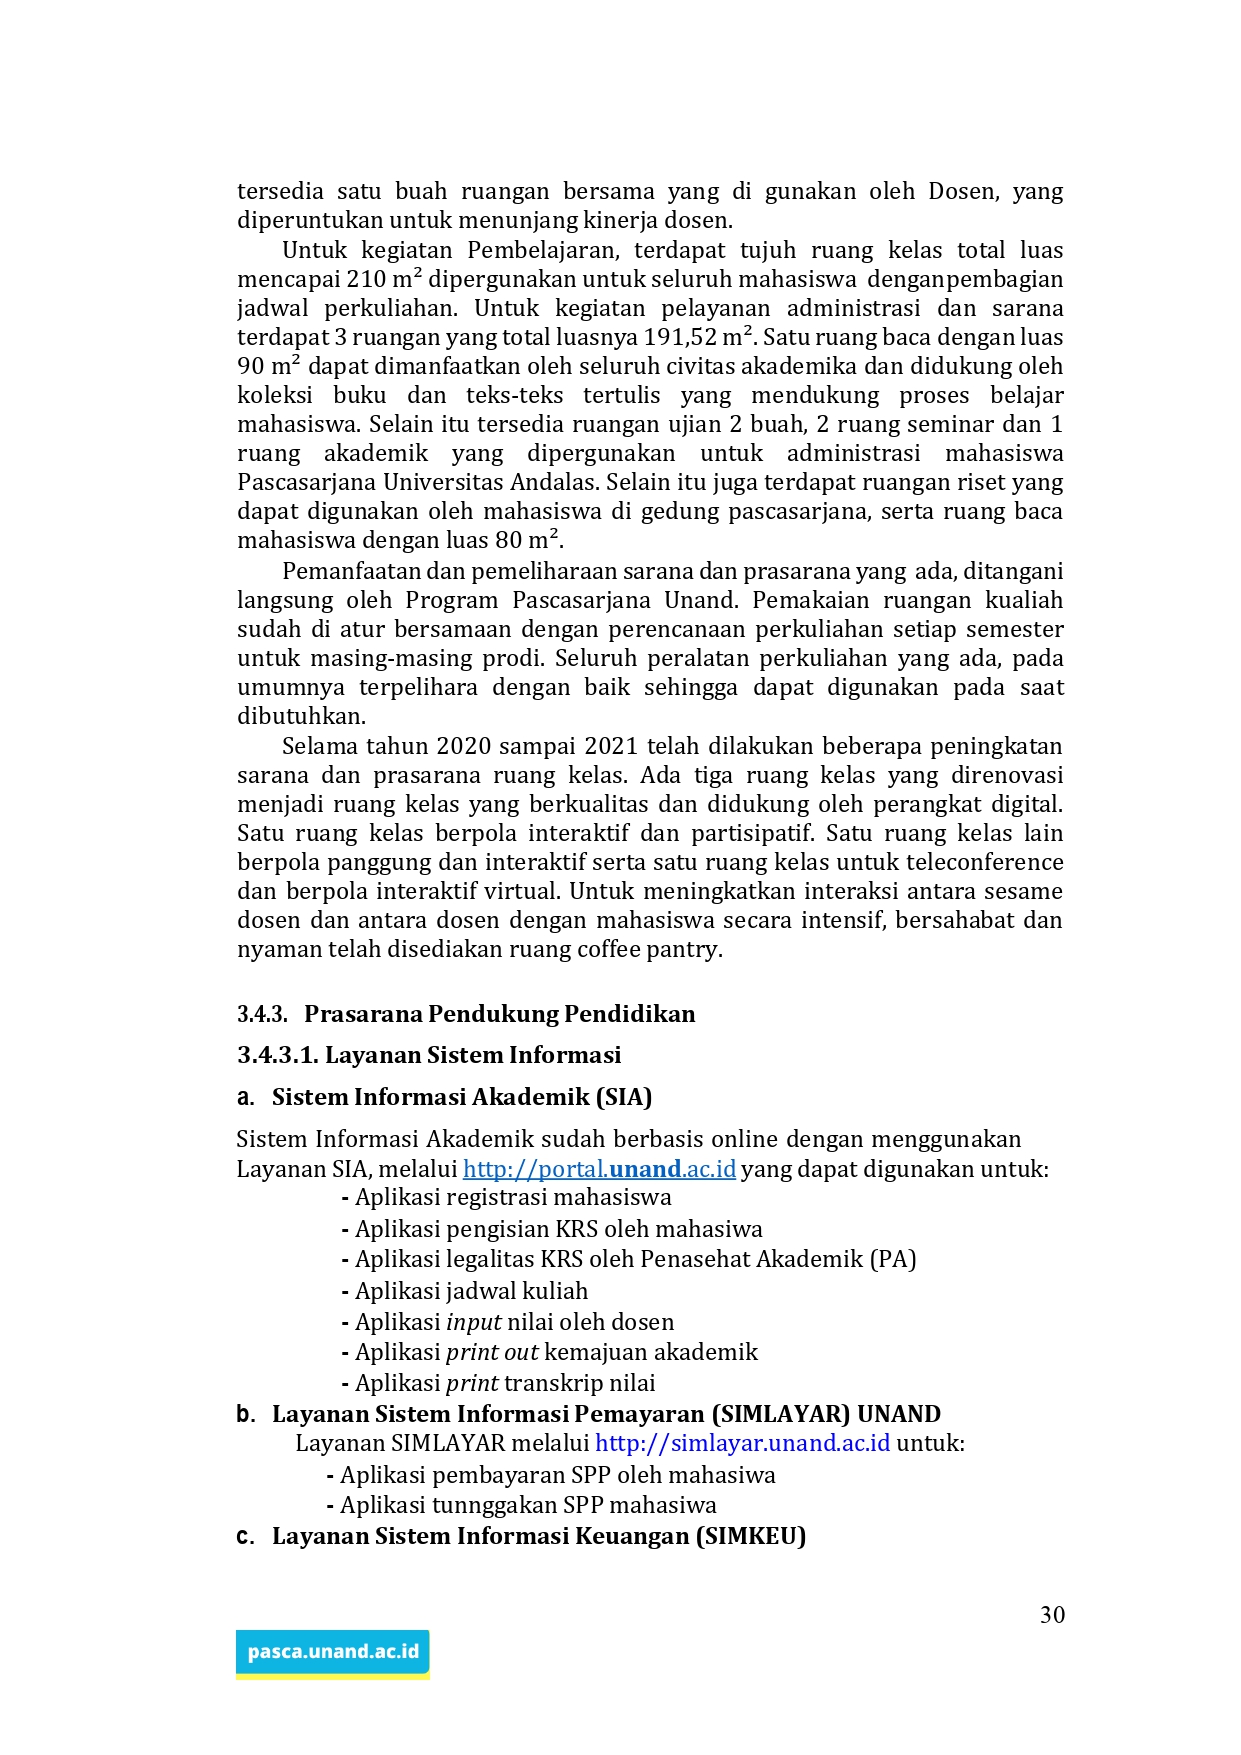 tersedia satu buah ruangan bersama yang di gunakan oleh Dosen, yang
diperuntukan untuk menunjang kinerja dosen.
Untuk kegiatan Pembelajaran, terdapat tujuh ruang kelas total luas
mencapai 210 m² dipergunakan untuk seluruh mahasiswa denganpembagian
jadwal perkuliahan. Untuk kegiatan pelayanan administrasi dan sarana
terdapat 3 ruangan yang total luasnya 191,52 m². Satu ruang baca dengan luas
90 m² dapat dimanfaatkan oleh seluruh civitas akademika dan didukung oleh
koleksi buku dan teks-teks tertulis yang mendukung proses belajar
mahasiswa. Selain itu tersedia ruangan ujian 2 buah, 2 ruang seminar dan 1
ruang akademik yang dipergunakan untuk administrasi mahasiswa
Pascasarjana Universitas Andalas. Selain itu juga terdapat ruangan riset yang
dapat digunakan oleh mahasiswa di gedung pascasarjana, serta ruang baca
mahasiswa dengan luas 80 m².
Pemanfaatan dan pemeliharaan sarana dan prasarana yang ada, ditangani
langsung oleh Program Pascasarjana Unand. Pemakaian ruangan kualiah
sudah di atur bersamaan dengan perencanaan perkuliahan setiap semester
untuk masing-masing prodi. Seluruh peralatan perkuliahan yang ada, pada
umumnya terpelihara dengan baik sehingga dapat digunakan pada saat
dibutuhkan.
Selama tahun 2020 sampai 2021 telah dilakukan beberapa peningkatan
sarana dan prasarana ruang kelas. Ada tiga ruang kelas yang direnovasi
menjadi ruang kelas yang berkualitas dan didukung oleh perangkat digital.
Satu ruang kelas berpola interaktif dan partisipatif. Satu ruang kelas lain
berpola panggung dan interaktif serta satu ruang kelas untuk teleconference
dan berpola interaktif virtual. Untuk meningkatkan interaksi antara sesame
dosen dan antara dosen dengan mahasiswa secara intensif, bersahabat dan
nyaman telah disediakan ruang coffee pantry.
3.4.3. Prasarana Pendukung Pendidikan
3.4.3.1. Layanan Sistem Informasi
a. Sistem Informasi Akademik (SIA)
Sistem Informasi Akademik sudah berbasis online dengan menggunakan
Layanan SIA, melalui http://portal.unand.ac.id yang dapat digunakan untuk:
- Aplikasi registrasi mahasiswa
- Aplikasi pengisian KRS oleh mahasiwa
- Aplikasi legalitas KRS oleh Penasehat Akademik (PA)
- Aplikasi jadwal kuliah
- Aplikasi input nilai oleh dosen
- Aplikasi print out kemajuan akademik
- Aplikasi print transkrip nilai
b. Layanan Sistem Informasi Pemayaran (SIMLAYAR) UNAND
Layanan SIMLAYAR melalui http://simlayar.unand.ac.id untuk:
- Aplikasi pembayaran SPP oleh mahasiwa
- Aplikasi tunnggakan SPP mahasiwa
c. Layanan Sistem Informasi Keuangan (SIMKEU)
30
pasca.unand.ac.id